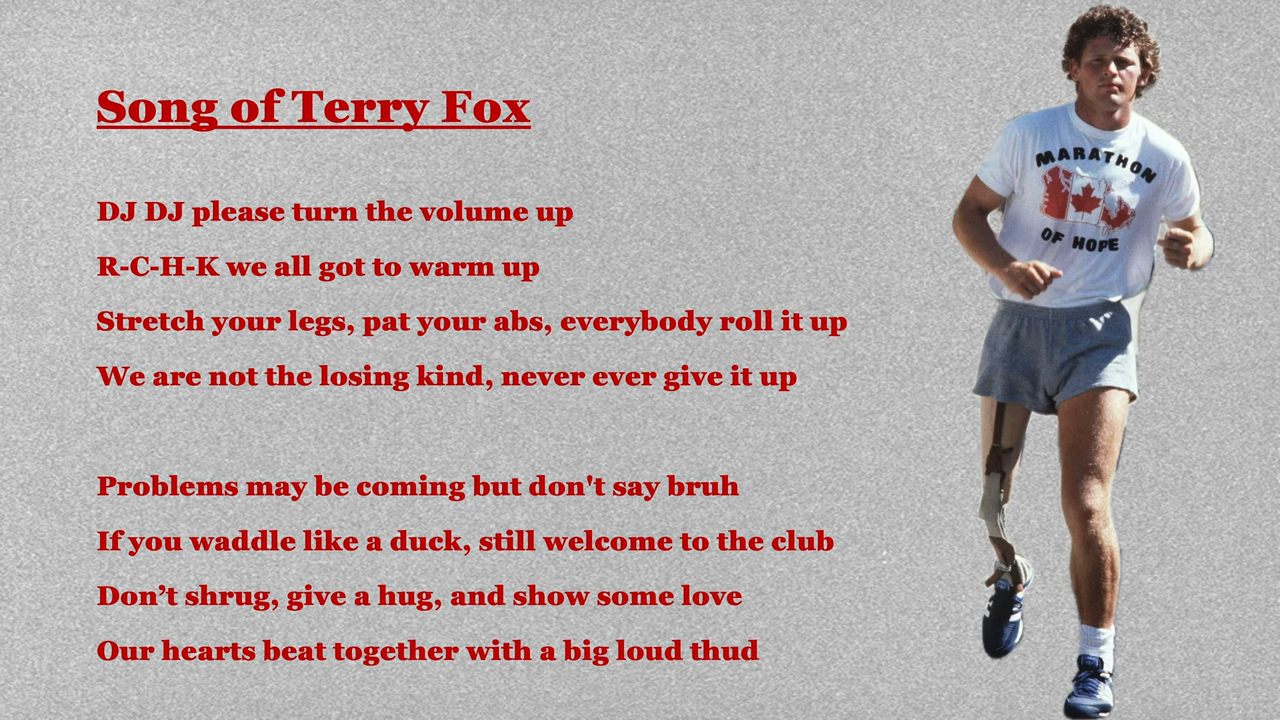 Song of Terry Fox
DJ DJ please turn the volume up
R-C-H-K we all got to warm up
Stretch your legs, pat your abs, everybody roll it up
We are not the losing kind, never ever give it up
Problems may be coming but don't say bruh
If you waddle like a duck, still welcome to the club
Don’t shrug, give a hug, and show some love
Our hearts beat together with a big loud thud
MARATHON
OF HOPE